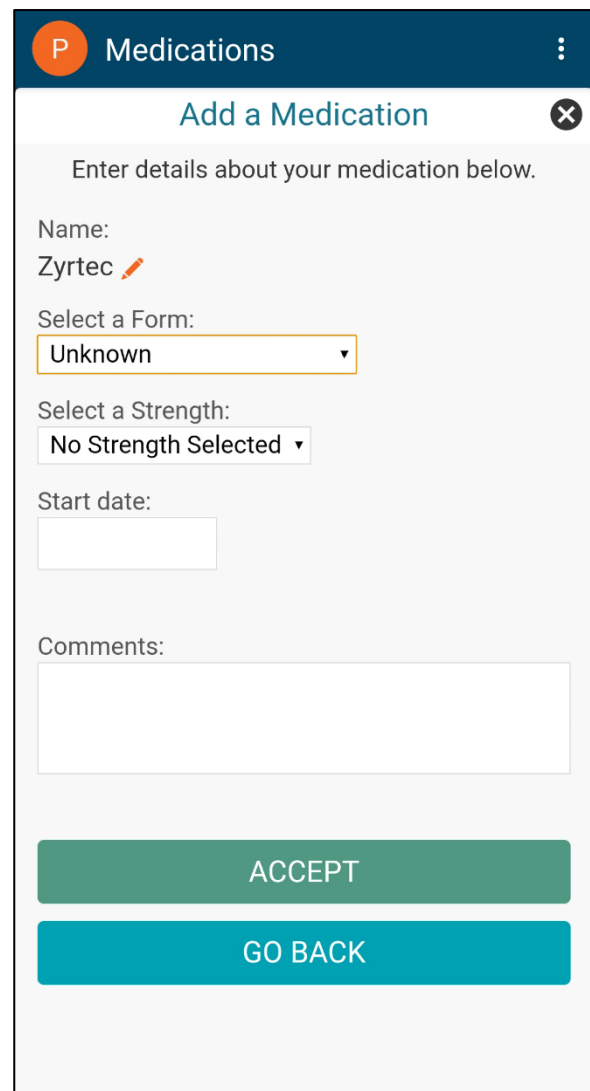 P Medications
Add a Medication
Enter details about your medication below.
Name:
Zyrtec
Select a Form:
Unknown
Select a Strength:
No Strength Selected
Start date:
Comments:
ACCEPT
GO BACK